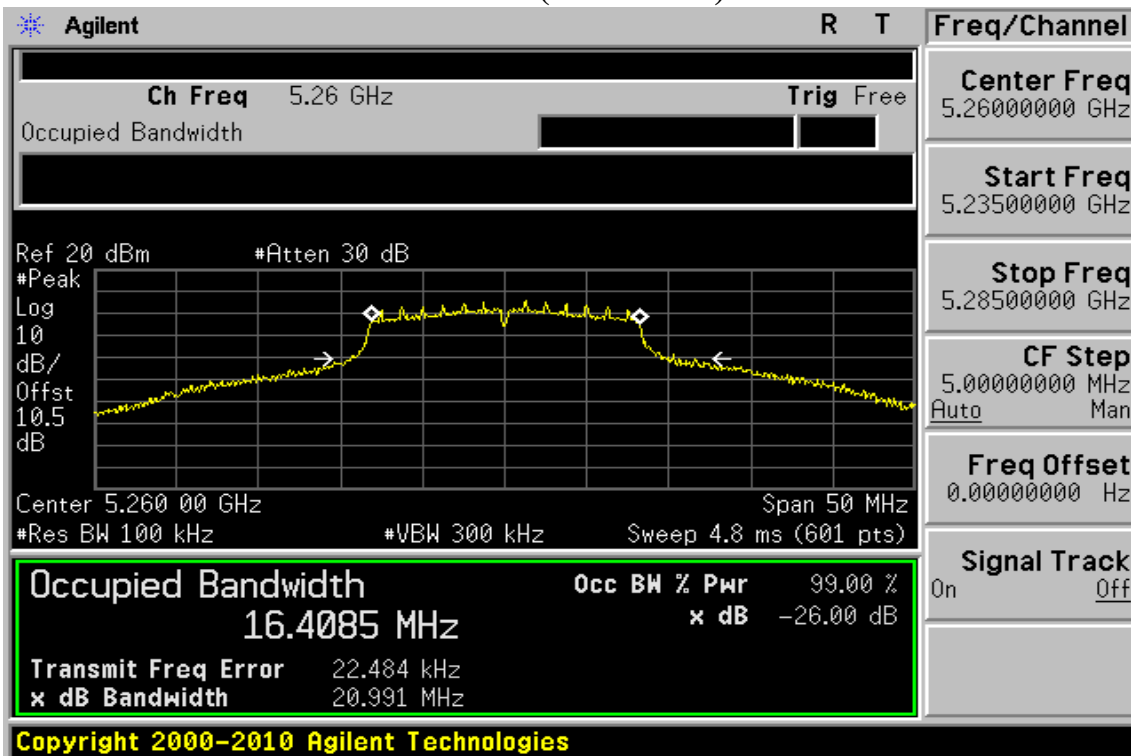 Agilent R T
Freq/Channel
Ch Freq 5.26 GHz Trig Free
Occupied Bandwidth
Center Freq
5.26000000 GHz
Start Freq
5.23500000 GHz
Stop Freq
5.28500000 GHz
CF Step
5.00000000 MHz
Auto Man
Freq Offset
0.00000000 Hz
Signal Track
On Off
Ref 20 dBm #Atten 30 dB
#Peak
Log
10
dB/
Offst
10.5
dB
Center 5.260 00 GHz Span 50 MHz
#Res BW 100 kHz #VBW 300 kHz Sweep 4.8 ms (601 pts)
Occupied Bandwidth Occ BW % Pwr 99.00 %
16.4085 MHz x dB -26.00 dB
Transmit Freq Error 22.484 kHz
x dB Bandwidth 20.991 MHz
Copyright 2000-2010 Agilent Technologies